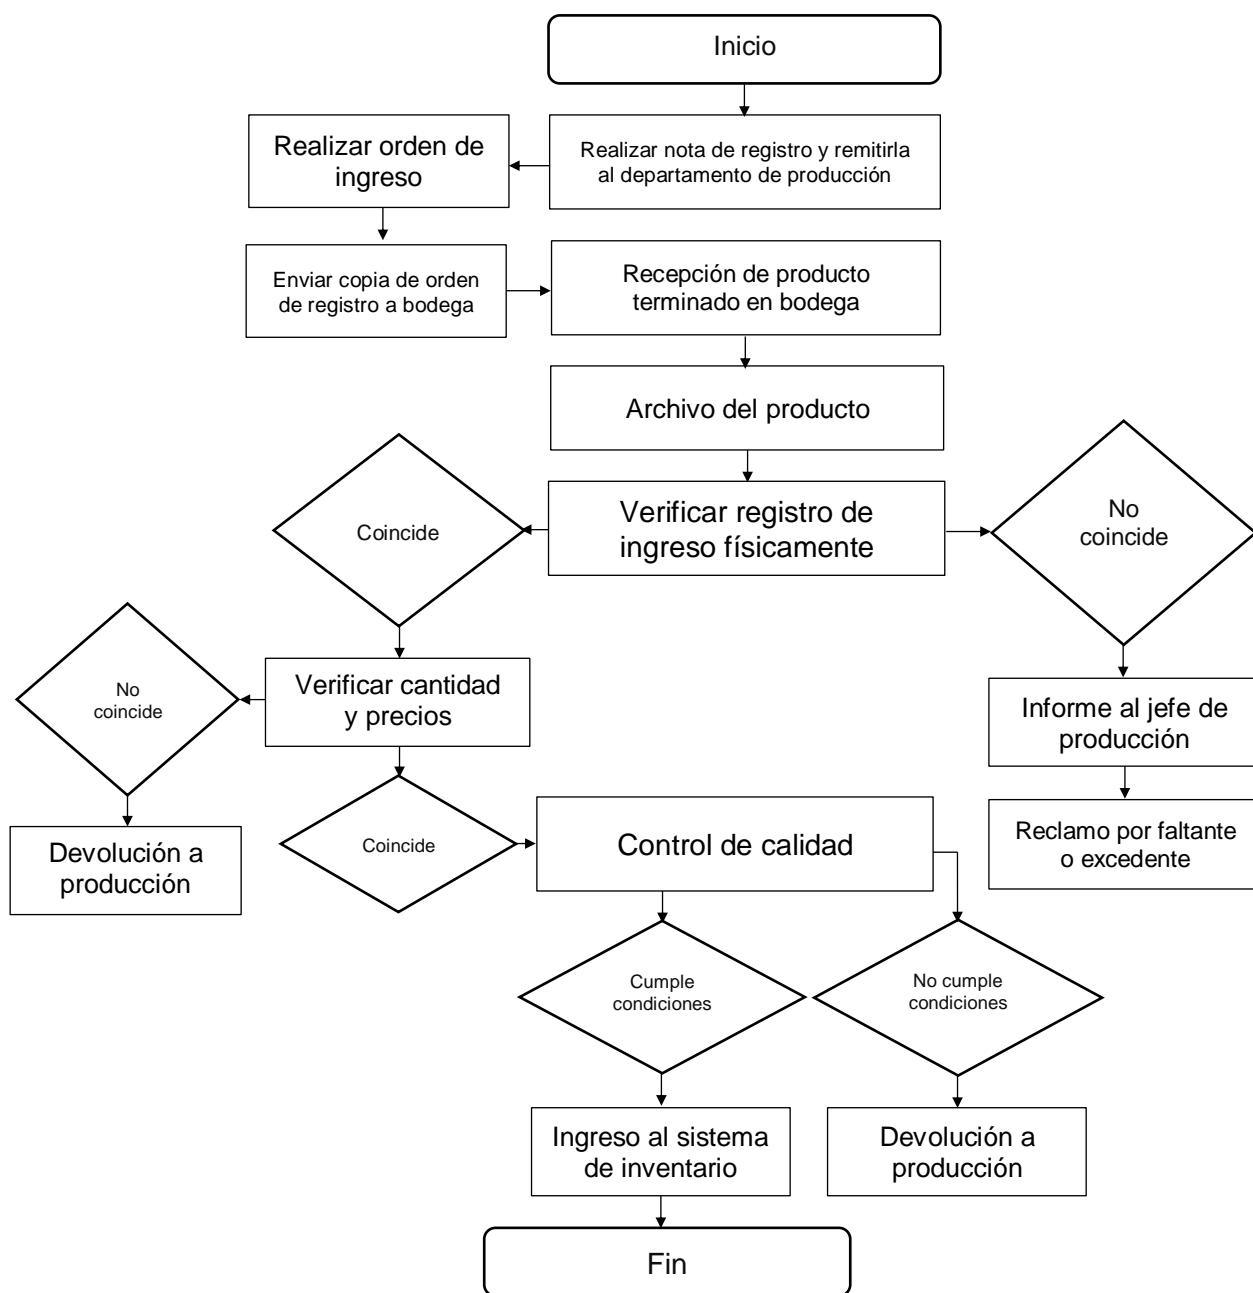 Inicio
Realizar orden de
ingreso
Realizar nota de registro y remitirla
al departamento de producción
Enviar copia de orden
de registro a bodega
Recepción de producto
terminado en bodega
Archivo del producto
Coincide
Verificar registro de
ingreso físicamente
No
coincide
No
coincide
Verificar cantidad
y precios
Informe al jefe de
producción
Devolución a
producción
Coincide
Control de calidad
Reclamo por faltante
o excedente
Cumple
condiciones
No cumple
condiciones
Ingreso al sistema
de inventario
Devolución a
producción
Fin